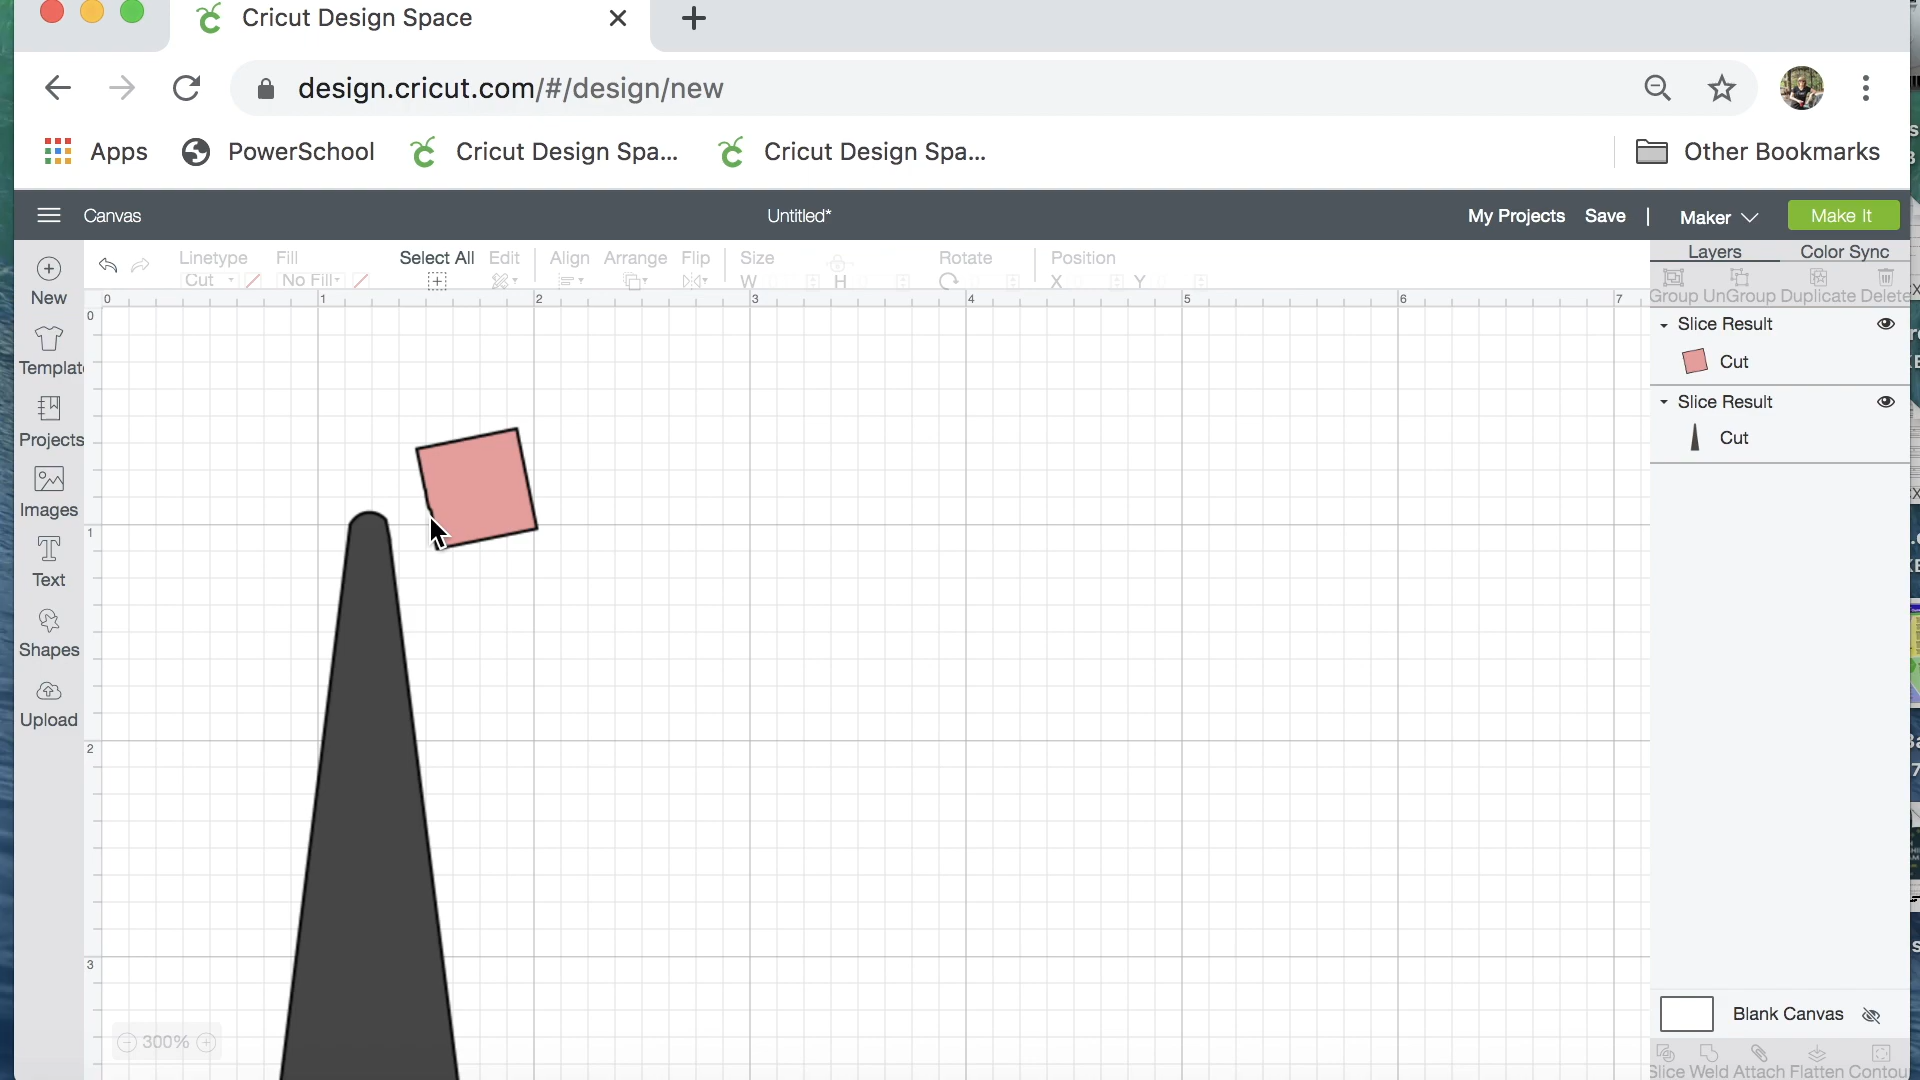 Cricut Design Space
design.cricut.com/#/design/new
Apps PowerSchool Cricut Design Spa... Cricut Design Spa... Other Bookmarks
Canvas Untitled* My Projects Save | Maker Make It
Linetype Fill Select All Edit Align Arrange Flip Size Rotate Position Layers Color Sync
Cut No Fill W H X Y
Group UnGroup Duplicate Delete
0 1 2 3 4 5 6 7
0
1
2
3
New
Templat
Projects
Images
Text
Shapes
Upload
Slice Result
Cut
Slice Result
Cut
300%
Blank Canvas
Slice Weld Attach Flatten Contou